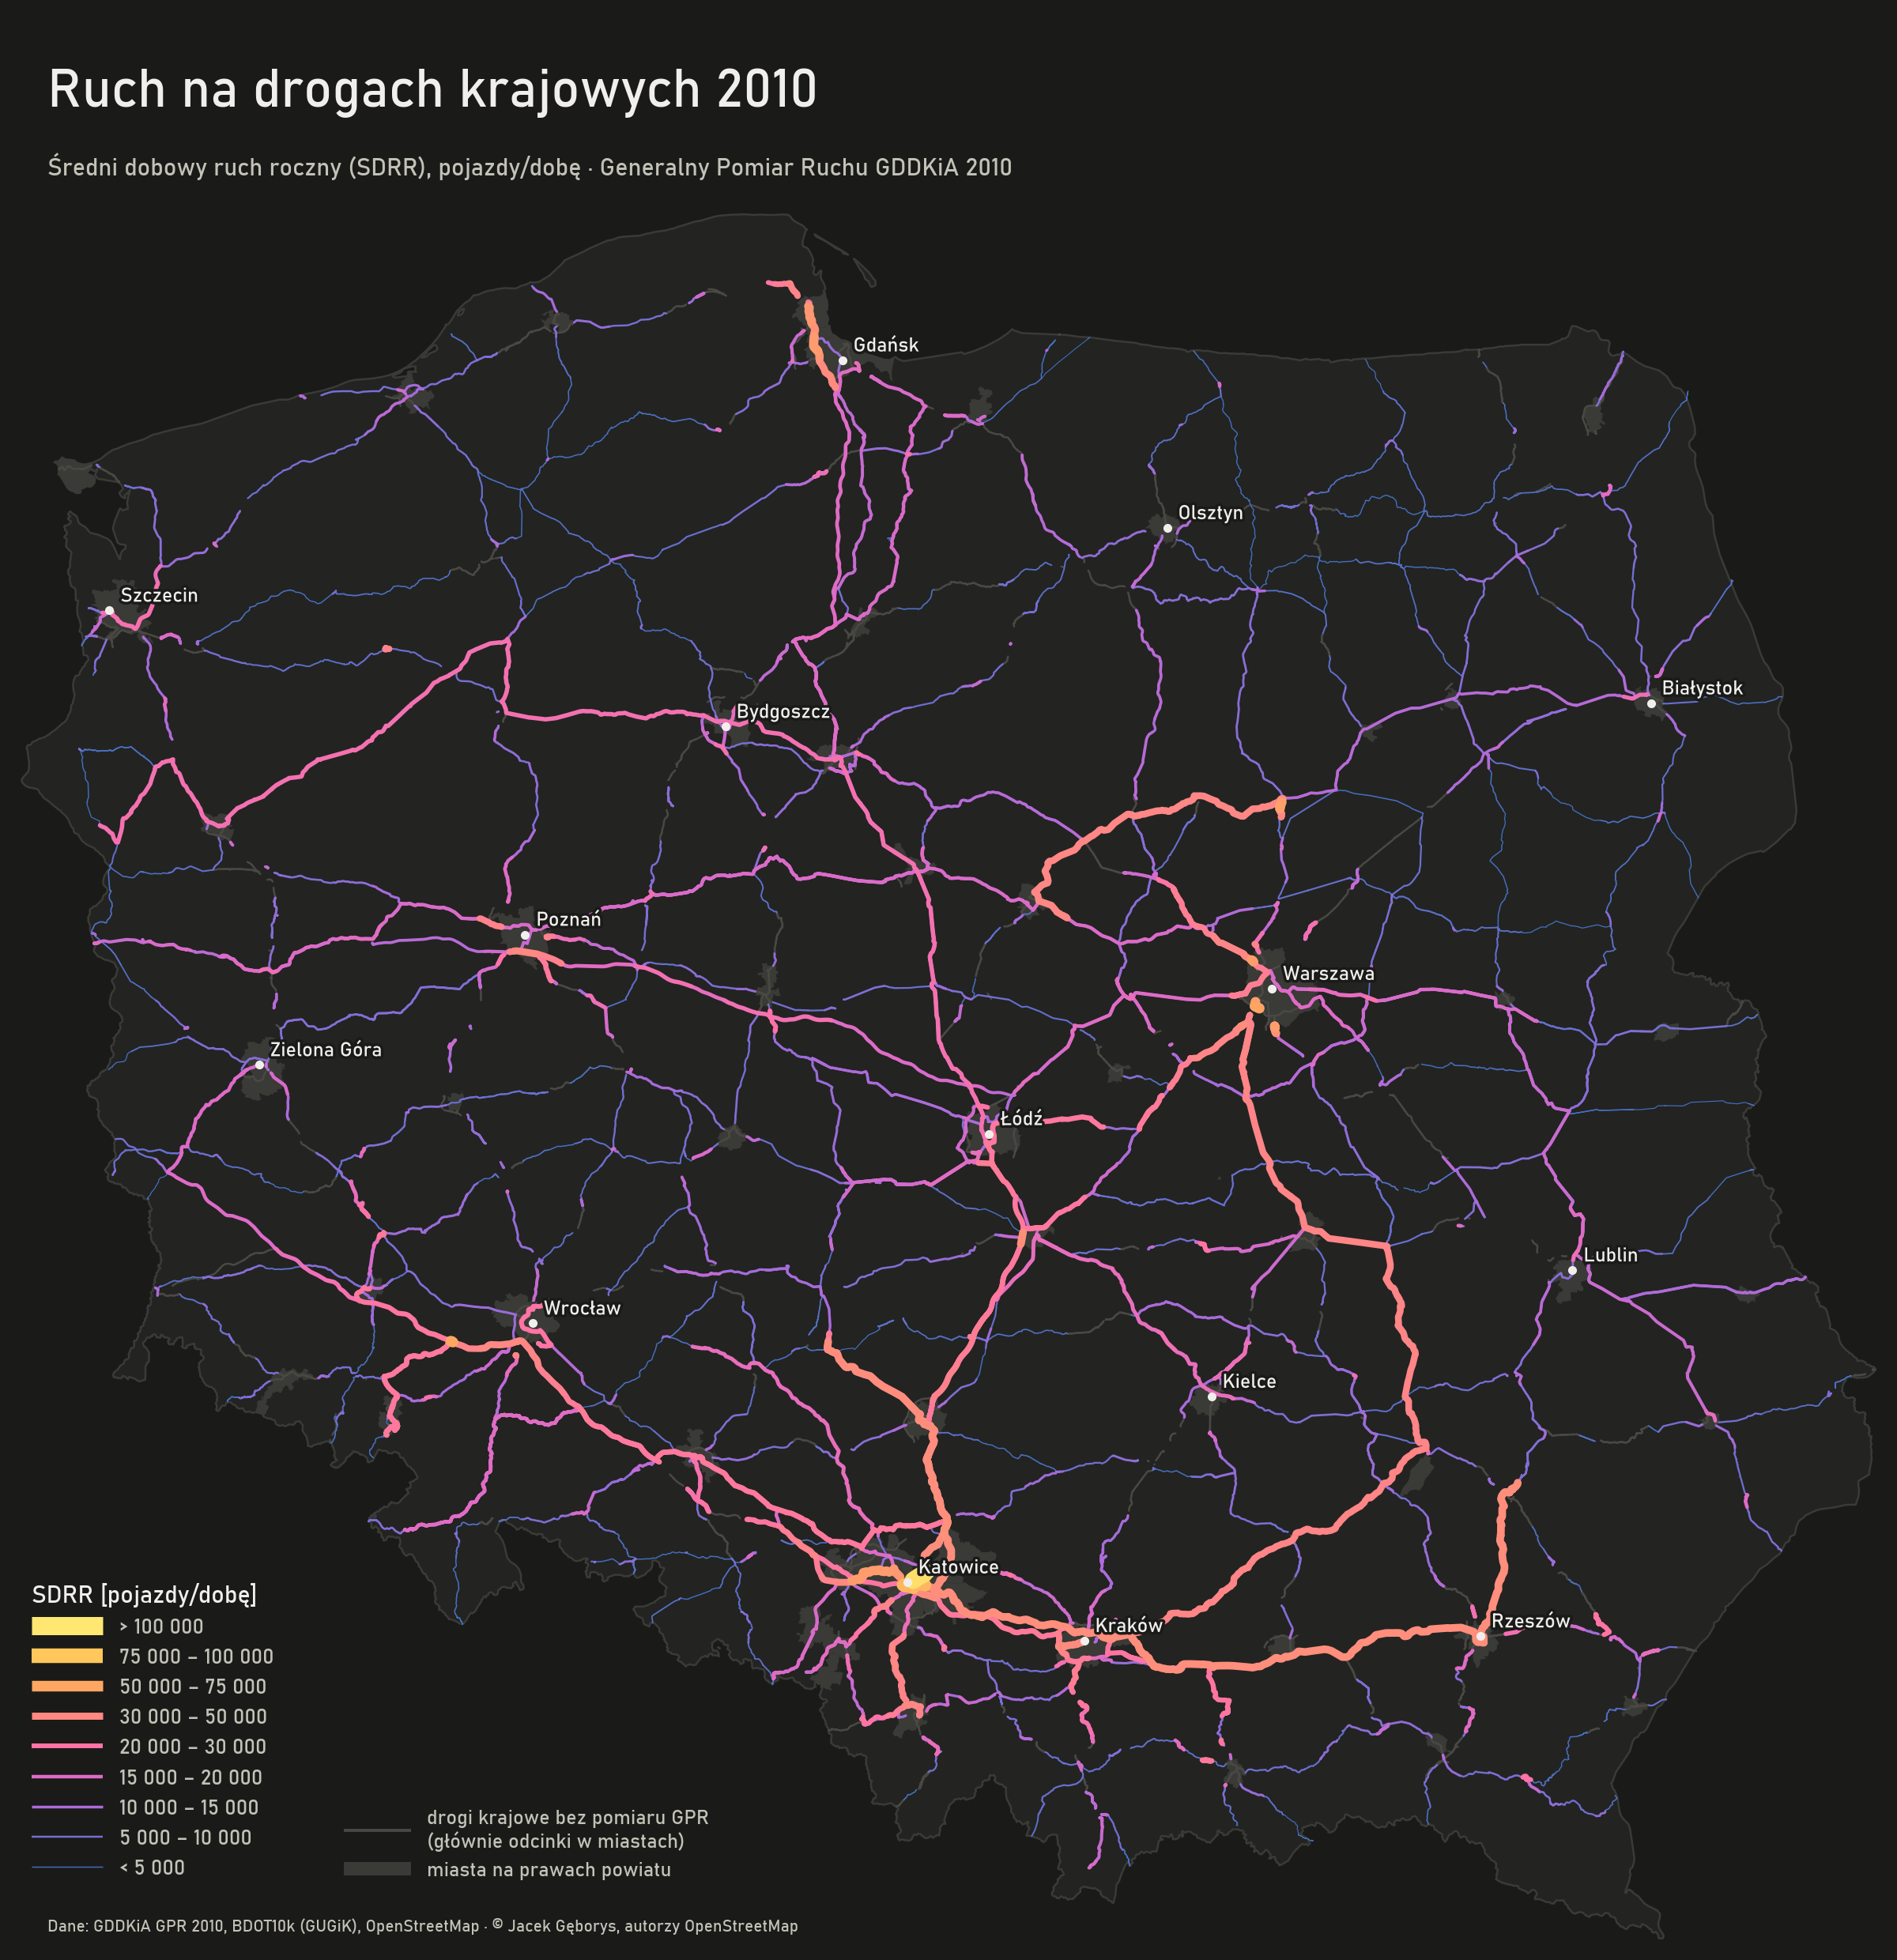 Ruch na drogach krajowych 2010
Średni dobowy ruch roczny (SDRR), pojazdy/dobę · Generalny Pomiar Ruchu GDDKiA 2010
Gdańsk
Olsztyn
Szczecin
Białystok
Bydgoszcz
Poznań
Warszawa
Zielona Góra
Łódź
Lublin
Wrocław
Kielce
Katowice
Kraków
Rzeszów
SDRR [pojazdy/dobę]
> 100 000
75 000 – 100 000
50 000 – 75 000
30 000 – 50 000
20 000 – 30 000
15 000 – 20 000
10 000 – 15 000
5 000 – 10 000
< 5 000
drogi krajowe bez pomiaru GPR
(głównie odcinki w miastach)
miasta na prawach powiatu
Dane: GDDKiA GPR 2010, BDOT10k (GUGiK), OpenStreetMap · © Jacek Gęborys, autorzy OpenStreetMap